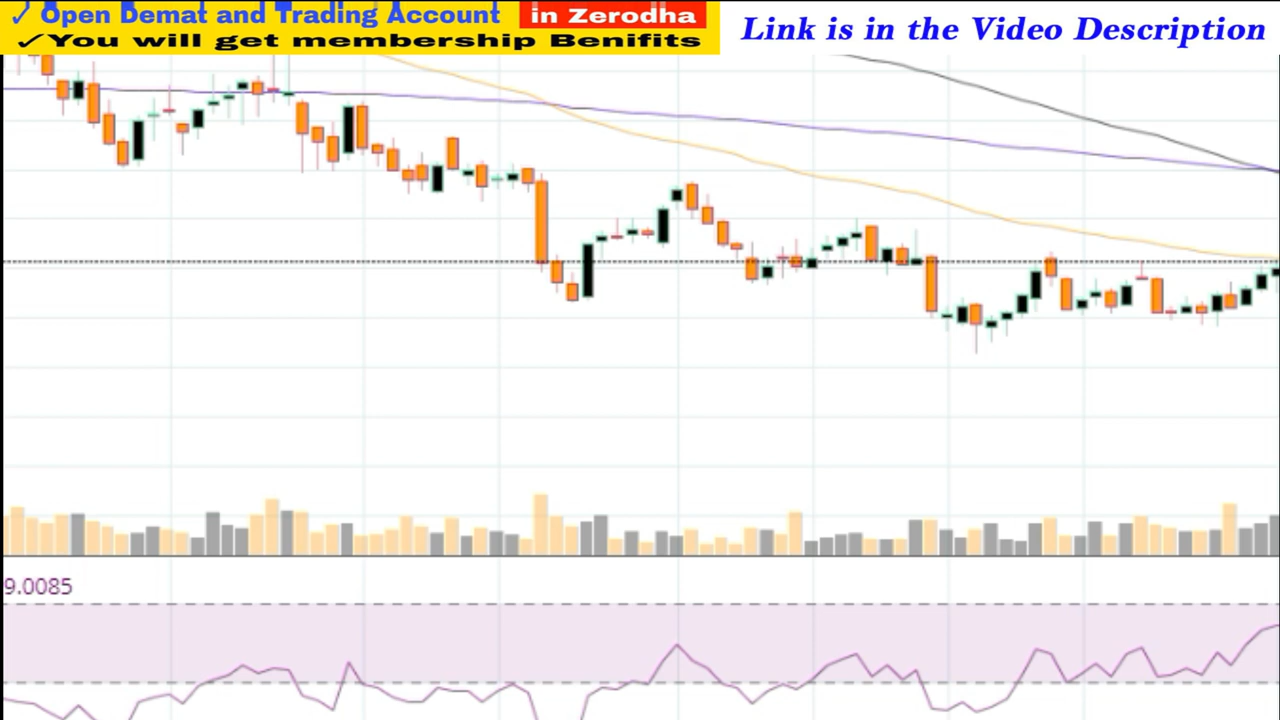 ✓ Open Demat and Trading Account in Zerodha
✓You will get membership Benifits
Link is in the Video Description
9.0085